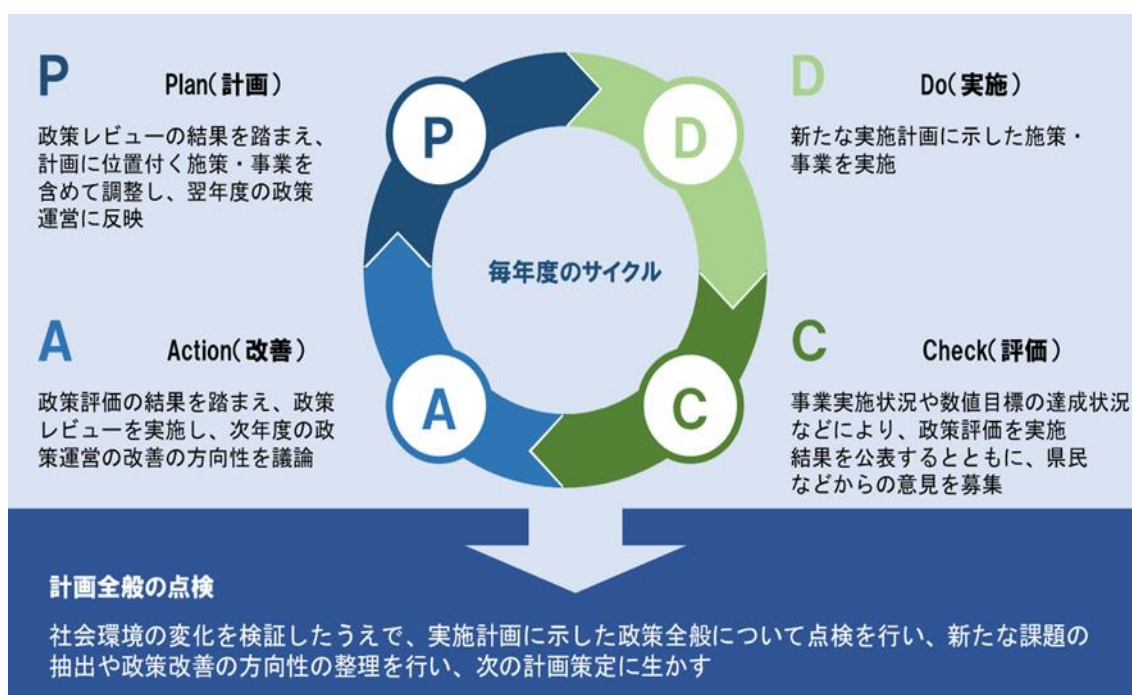 P
Plan(計画)
政策レビューの結果を踏まえ、
計画に位置付く施策・事業を
含めて調整し、翌年度の政策
運営に反映
D
Do(実施)
新たな実施計画に示した施策・
事業を実施
P
D
毎年度のサイクル
A
C
A
Action(改善)
政策評価の結果を踏まえ、政策
レビューを実施し、次年度の政
策運営の改善の方向性を議論
C
Check(評価)
事業実施状況や数値目標の達成状況
などにより、政策評価を実施
結果を公表するとともに、県民
などからの意見を募集
計画全般の点検
社会環境の変化を検証したうえで、実施計画に示した政策全般について点検を行い、新たな課題の
抽出や政策改善の方向性の整理を行い、次の計画策定に生かす